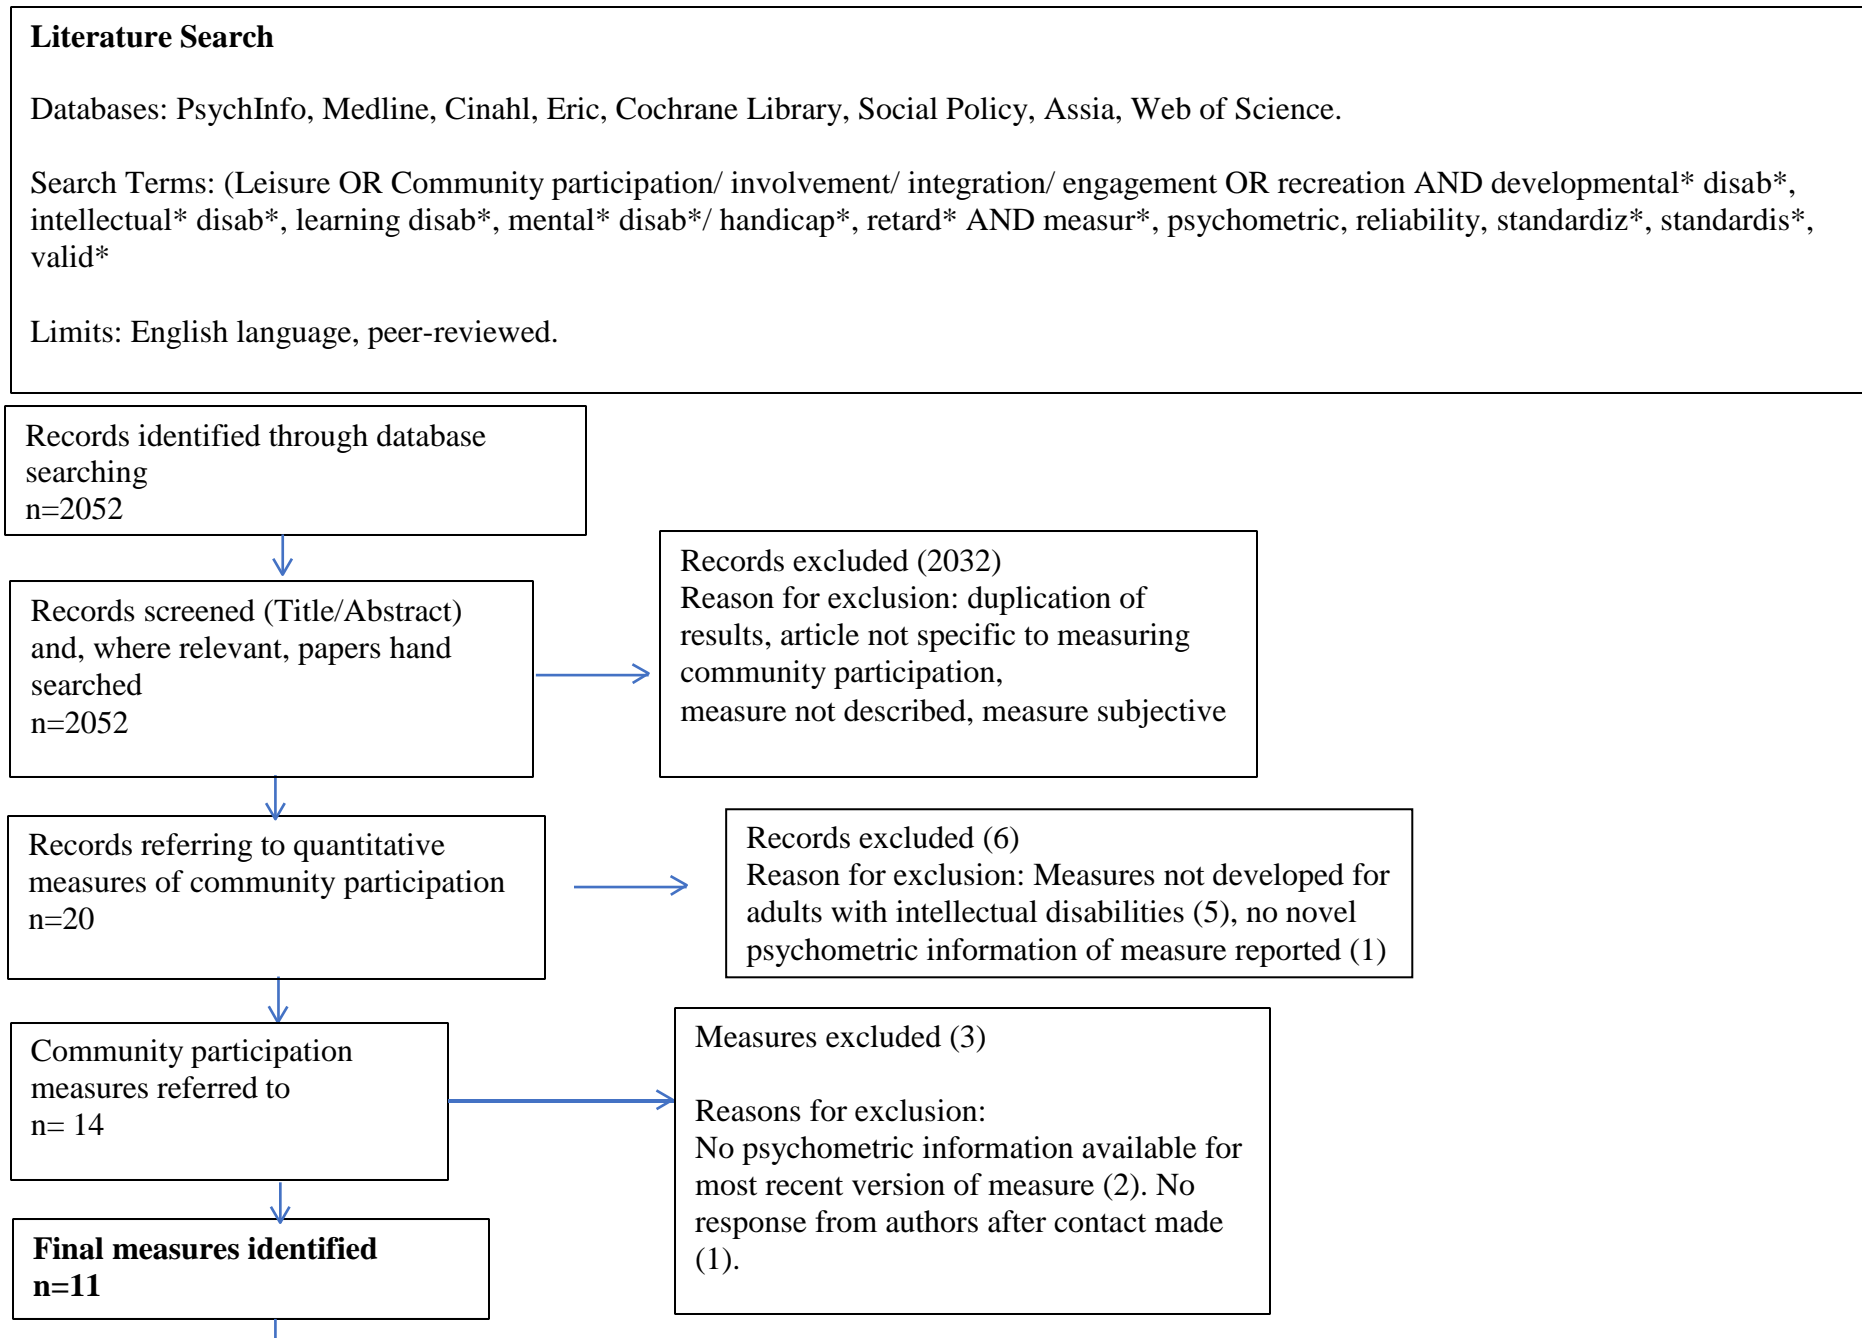 Literature Search
Databases: PsychInfo, Medline, Cinahl, Eric, Cochrane Library, Social Policy, Assia, Web of Science.
Search Terms: (Leisure OR Community participation/ involvement/ integration/ engagement OR recreation AND developmental* disab*,
intellectual* disab*, learning disab*, mental* disab*/ handicap*, retard* AND measur*, psychometric, reliability, standardiz*, standardis*,
valid*
Limits: English language, peer-reviewed.
Records identified through database
searching
n=2052
Records screened (Title/Abstract)
and, where relevant, papers hand
searched
n=2052
Records excluded (2032)
Reason for exclusion: duplication of
results, article not specific to measuring
community participation,
measure not described, measure subjective
Records referring to quantitative
measures of community participation
n=20
Records excluded (6)
Reason for exclusion: Measures not developed for
adults with intellectual disabilities (5), no novel
psychometric information of measure reported (1)
Community participation
measures referred to
n= 14
Measures excluded (3)
Reasons for exclusion:
No psychometric information available for
most recent version of measure (2). No
response from authors after contact made
(1).
Final measures identified
n=11